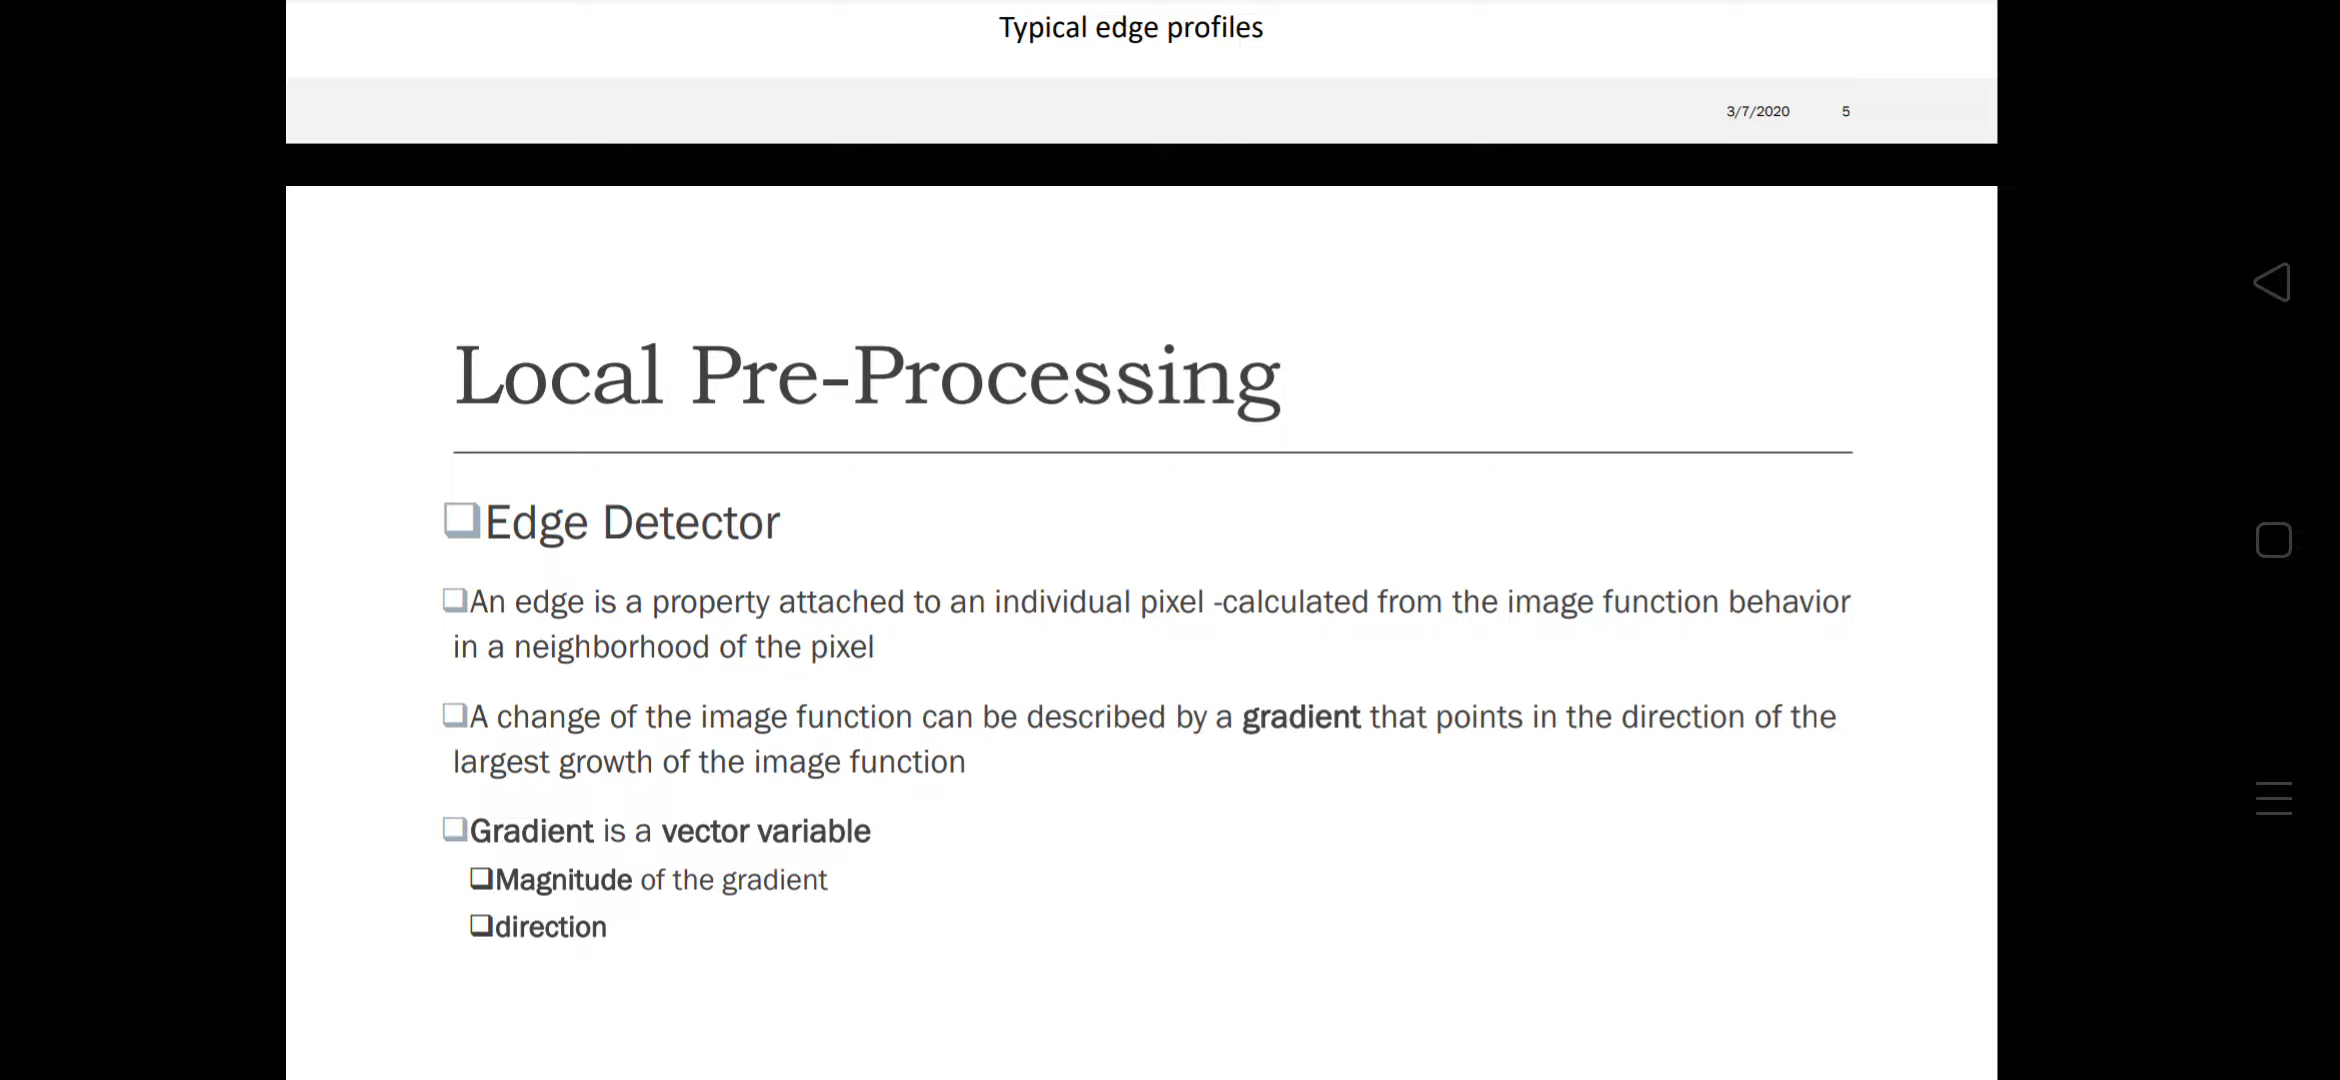 Typical edge profiles
3/7/2020 5
Local Pre-Processing
Edge Detector
An edge is a property attached to an individual pixel -calculated from the image function behavior
in a neighborhood of the pixel
A change of the image function can be described by a gradient that points in the direction of the
largest growth of the image function
Gradient is a vector variable
Magnitude of the gradient
direction